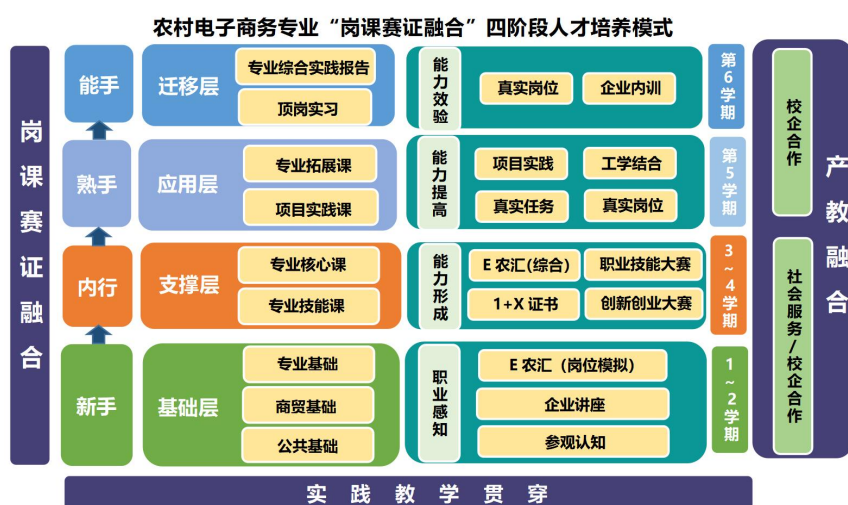 农村电子商务专业“岗课赛证融合”四阶段人才培养模式
岗课赛证融合
能手
迁移层
专业综合实践报告
顶岗实习
能力效验
真实岗位
企业内训
第6学期
熟手
应用层
专业拓展课
项目实践课
能力提高
项目实践
工学结合
真实任务
真实岗位
第5学期
内行
支撑层
专业核心课
专业技能课
能力形成
E 农汇(综合)
职业技能大赛
1+X 证书
创新创业大赛
3~4学期
新手
基础层
专业基础
商贸基础
公共基础
职业感知
E 农汇（岗位模拟）
企业讲座
参观认知
1~2学期
校企合作
社会服务/校企合作
产教融合
实践教学贯穿